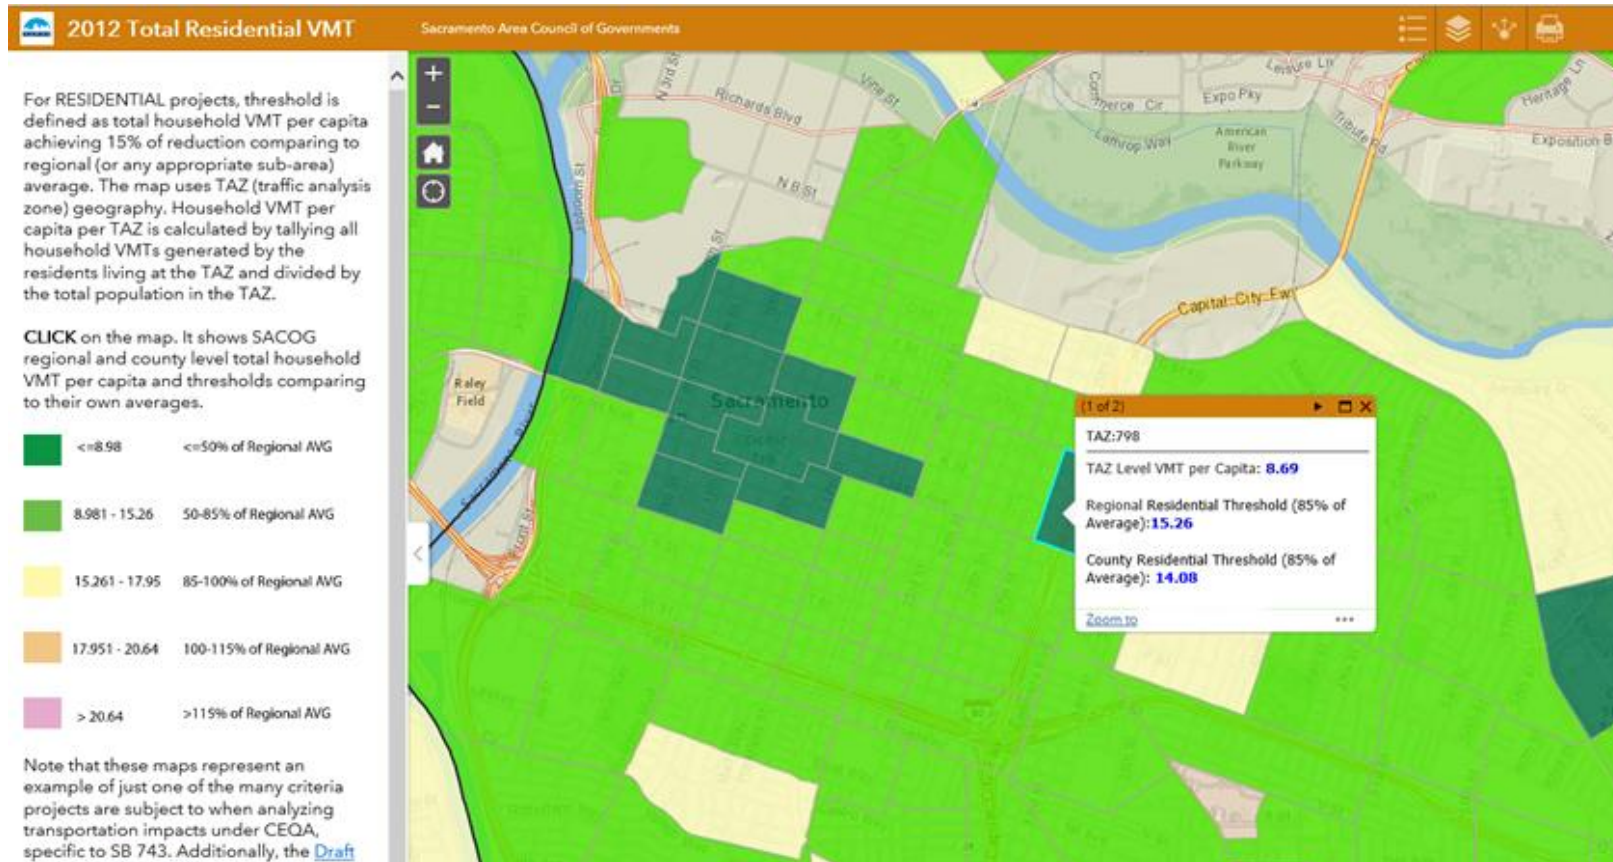 2012 Total Residential VMT
Sacramento Area Council of Governments
For RESIDENTIAL projects, threshold is
defined as total household VMT per capita
achieving 15% of reduction comparing to
regional (or any appropriate sub-area)
average. The map uses TAZ (traffic analysis
zone) geography. Household VMT per
capita per TAZ is calculated by tallying all
household VMTs generated by the
residents living at the TAZ and divided by
the total population in the TAZ.
CLICK on the map. It shows SACOG
regional and county level total household
VMT per capita and thresholds comparing
to their own averages.
<=8.98 <=50% of Regional AVG
8.981 - 15.26 50-85% of Regional AVG
15.261 - 17.95 85-100% of Regional AVG
17.951 - 20.64 100-115% of Regional AVG
> 20.64 >115% of Regional AVG
Note that these maps represent an
example of just one of the many criteria
projects are subject to when analyzing
transportation impacts under CEQA,
specific to SB 743. Additionally, the Draft
N 3rd St
Richards Blvd
Vine St
Commerce Cir
Expo Pky
Leisure Ln
Heritage Ln
Lathrop Way
American
River
Parkway
Tribute Rd
Exposition B
Jibboom St
N B St
Capital City Fwy
Raley
Field
Sacramento
Front St
(1 of 2)
TAZ:798
TAZ Level VMT per Capita: 8.69
Regional Residential Threshold (85% of
Average):15.26
County Residential Threshold (85% of
Average): 14.08
Zoom to